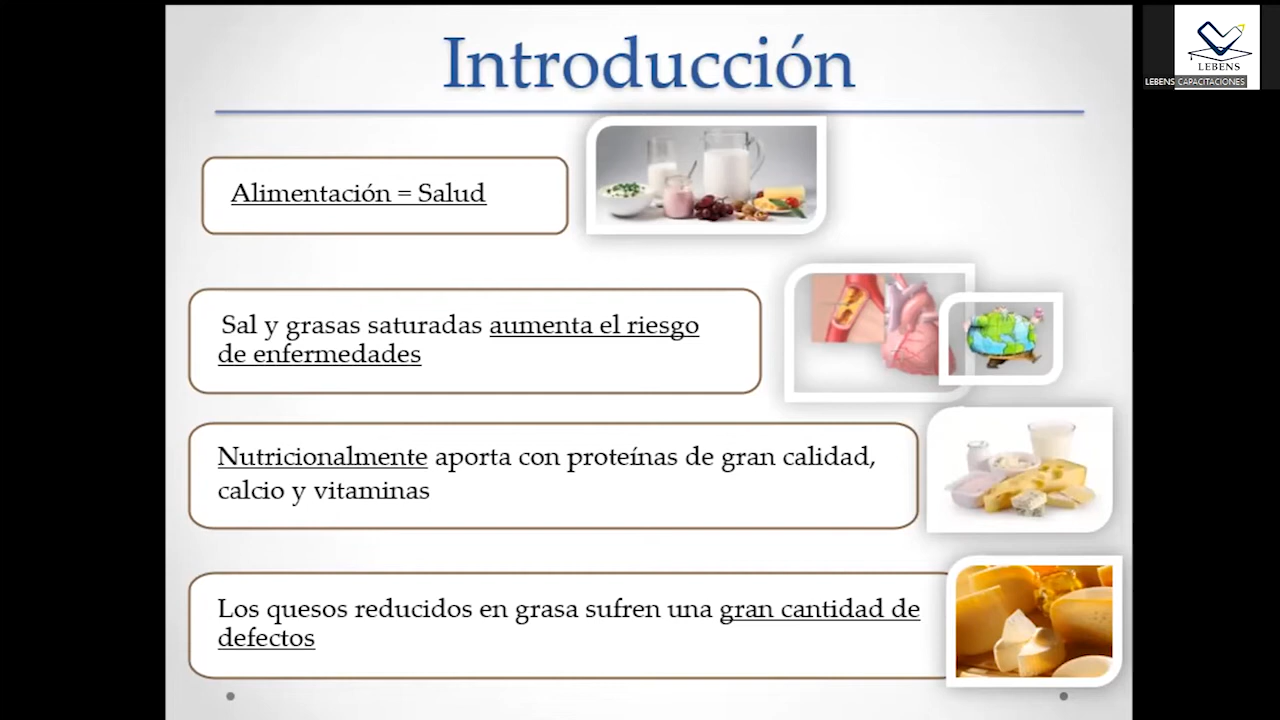 Introducción
LEBENS
LEBENS CAPACITACIONES
Alimentación = Salud
Sal y grasas saturadas aumenta el riesgo
de enfermedades
Nutricionalmente aporta con proteínas de gran calidad,
calcio y vitaminas
Los quesos reducidos en grasa sufren una gran cantidad de
defectos